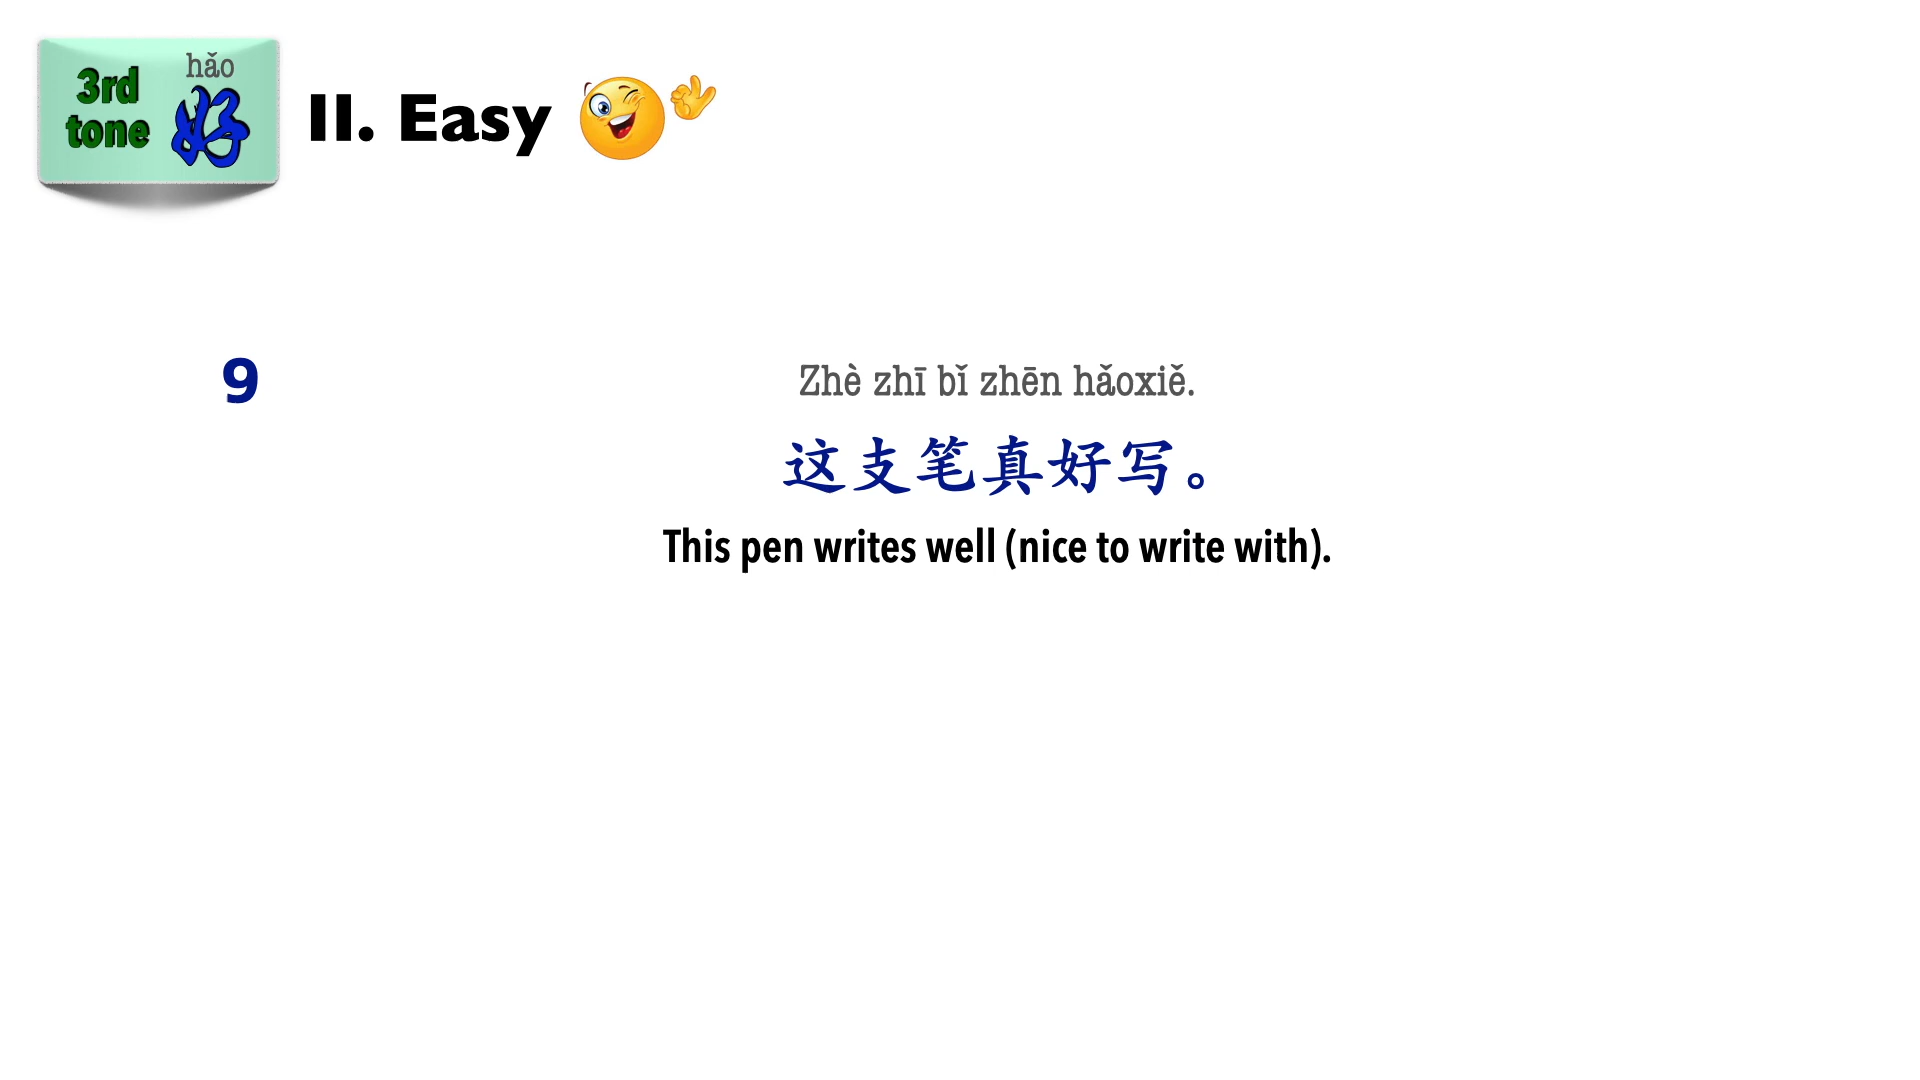 3rd
tone
hǎo
好
II. Easy
9
Zhè zhī bǐ zhēn hǎoxiě.
这支笔真好写。
This pen writes well (nice to write with).